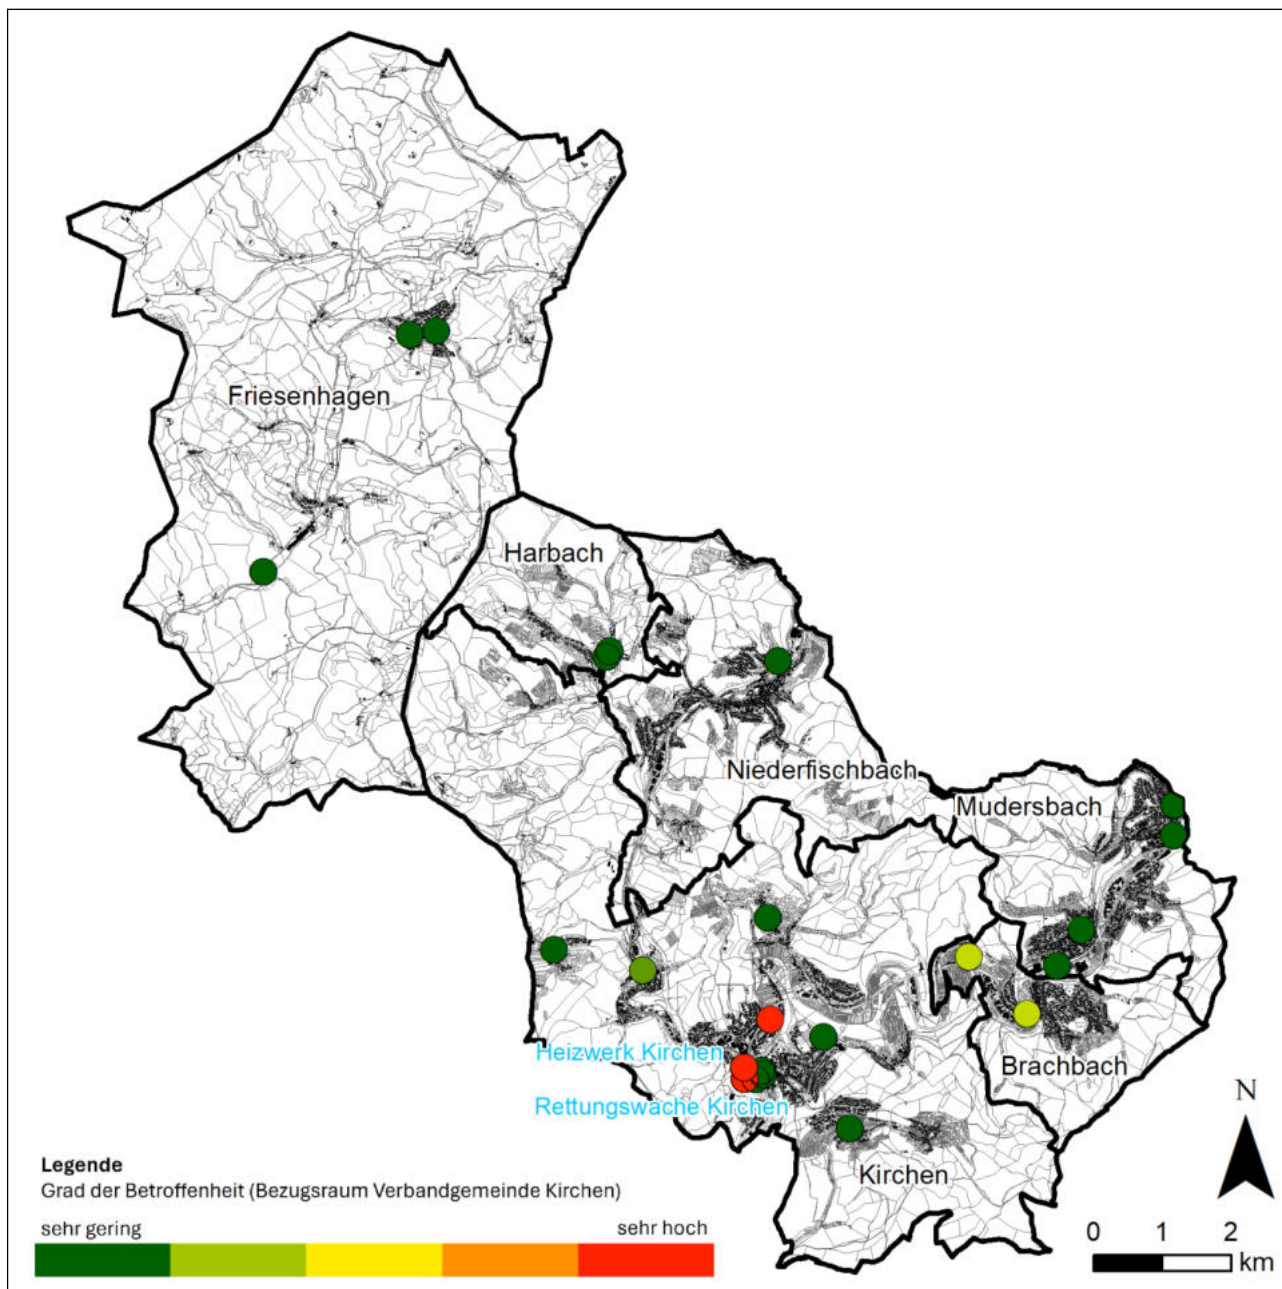 Friesenhagen
Harbach
Niederfischbach
Mudersbach
Heizwerk Kirchen
Brachbach
Rettungswache Kirchen
Kirchen
N
Legende
Grad der Betroffenheit (Bezugsraum Verbandgemeinde Kirchen)
sehr gering sehr hoch
0 1 2
km